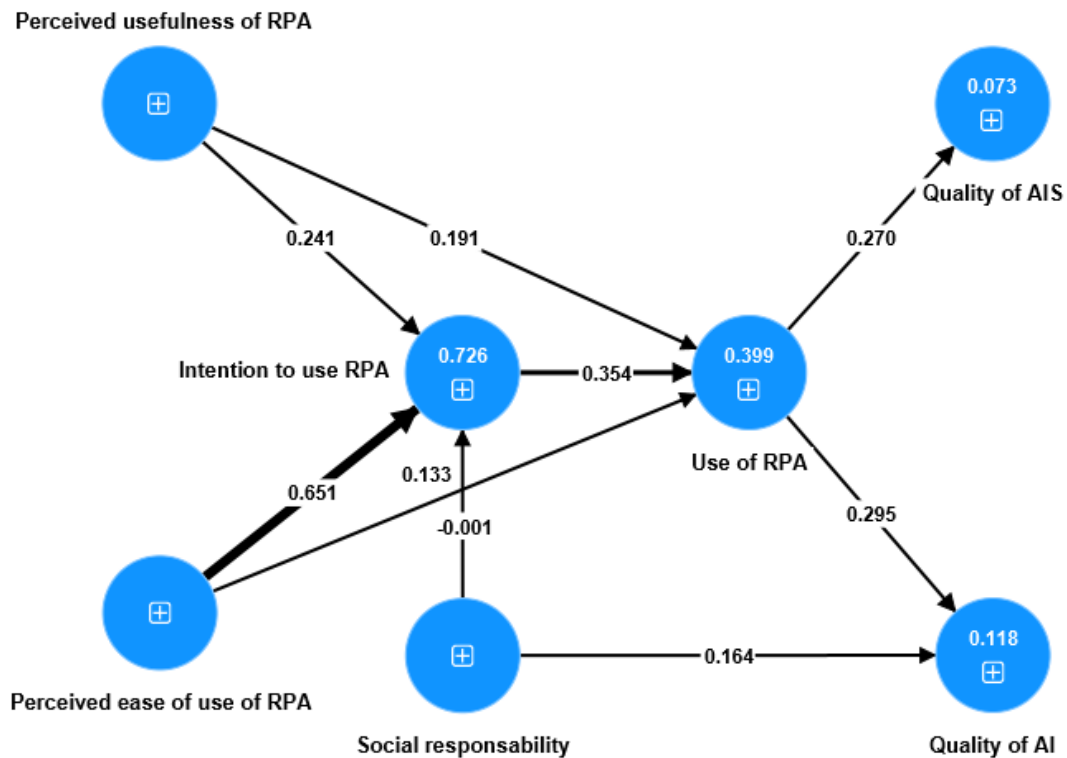 Perceived usefulness of RPA
0.073
Quality of AIS
0.241
0.191
0.270
Intention to use RPA
0.726
0.354
0.399
Use of RPA
0.133
0.651
-0.001
0.295
0.118
0.164
Perceived ease of use of RPA
Social responsability
Quality of AI